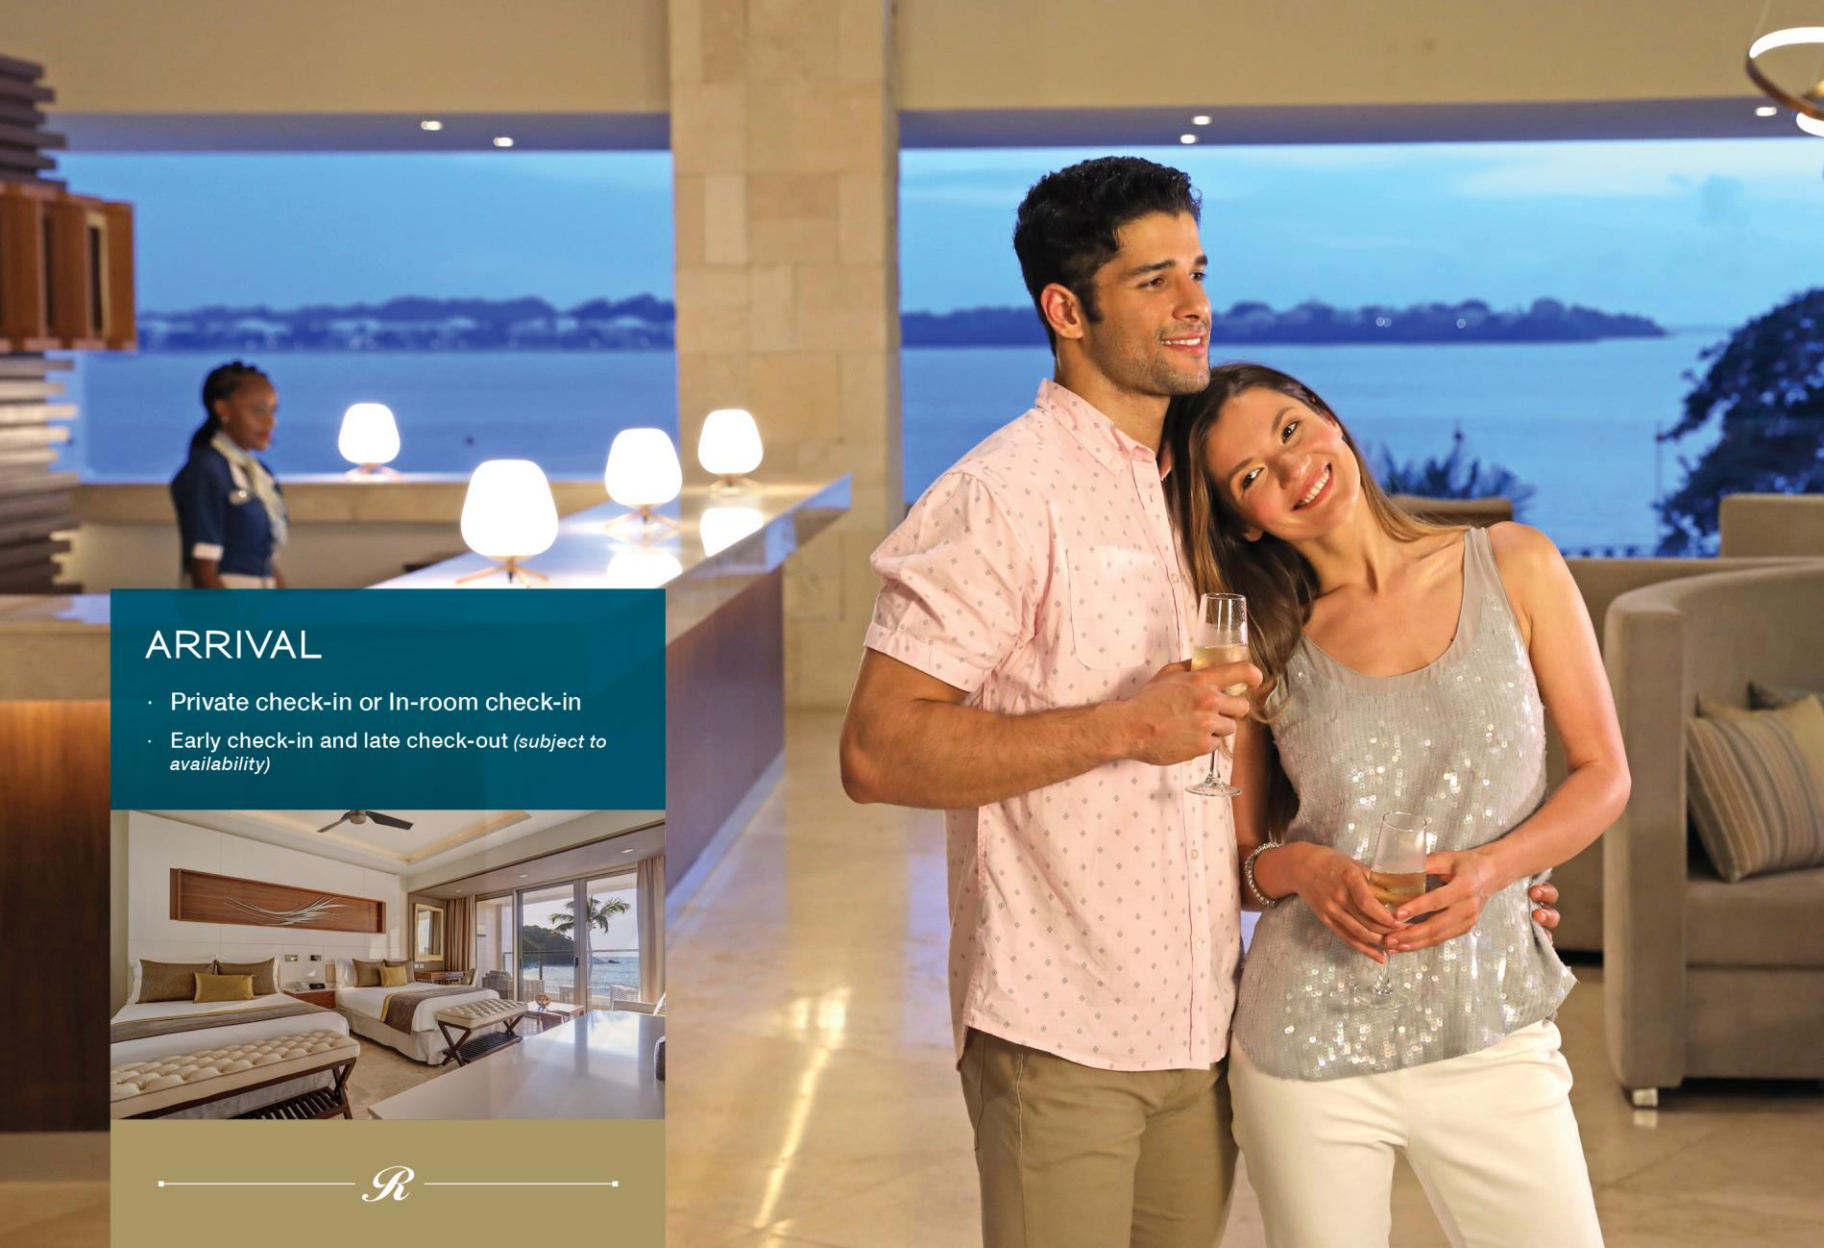 ARRIVAL
· Private check-in or In-room check-in
· Early check-in and late check-out (subject to
availability)
R